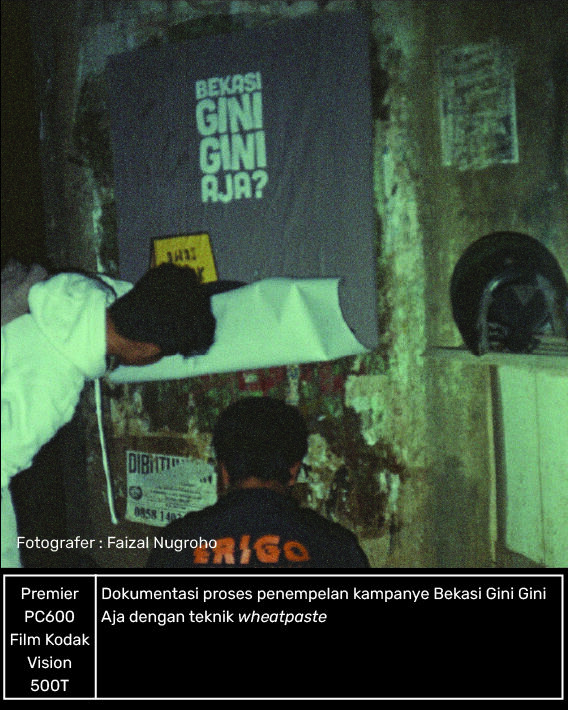 BEKASI
GINI
GINI
AJA?
DIBUTUHKAN
ERIGO
Fotografer : Faizal Nugroho
Premier
PC600
Film Kodak
Vision
500T
Dokumentasi proses penempelan kampanye Bekasi Gini Gini
Aja dengan teknik wheatpaste